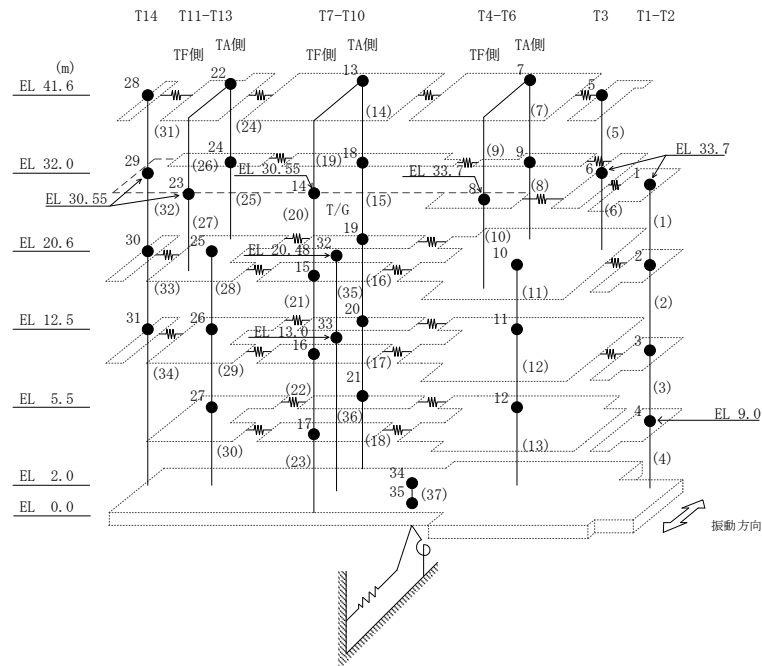 T14 T11-T13 T7-T10 T4-T6 T3 T1-T2
TF側 TA側 TF側 TA側 TF側 TA側
(m)
22 13 7
EL 41.6 28 5
(31) (24) (14) (7) (5)
24 (26) (19) 18 (9) 9
EL 32.0 29 EL 30.55 EL 33.7 6 EL 33.7
23 14 8 (8) 1
EL 30.55 (32) (25) (20) T/G (15) (6) (1)
(27) 19 (10)
EL 20.6 30 25 EL 20.48 32 10 2
15
(33) (28) (35) (16) (11) (2)
(21) 20
EL 12.5 31 26 EL 13.0 33 11 3
16
(34) (29) (17) (12) (3)
21
EL 5.5 27 (22) (36) 12 4 EL 9.0
17
(30) (18) (13)
(23) (4)
EL 2.0 34
35 (37)
EL 0.0
振動方向